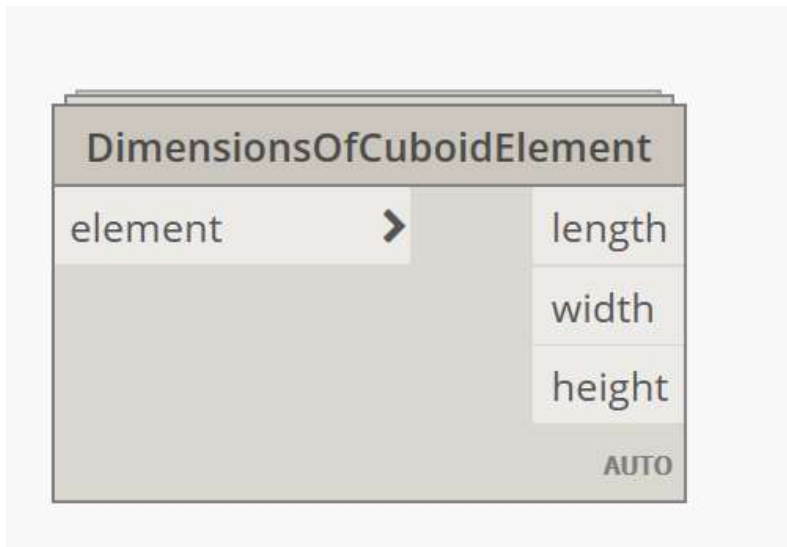 DimensionsOfCuboidElement
element
length
width
height
AUTO